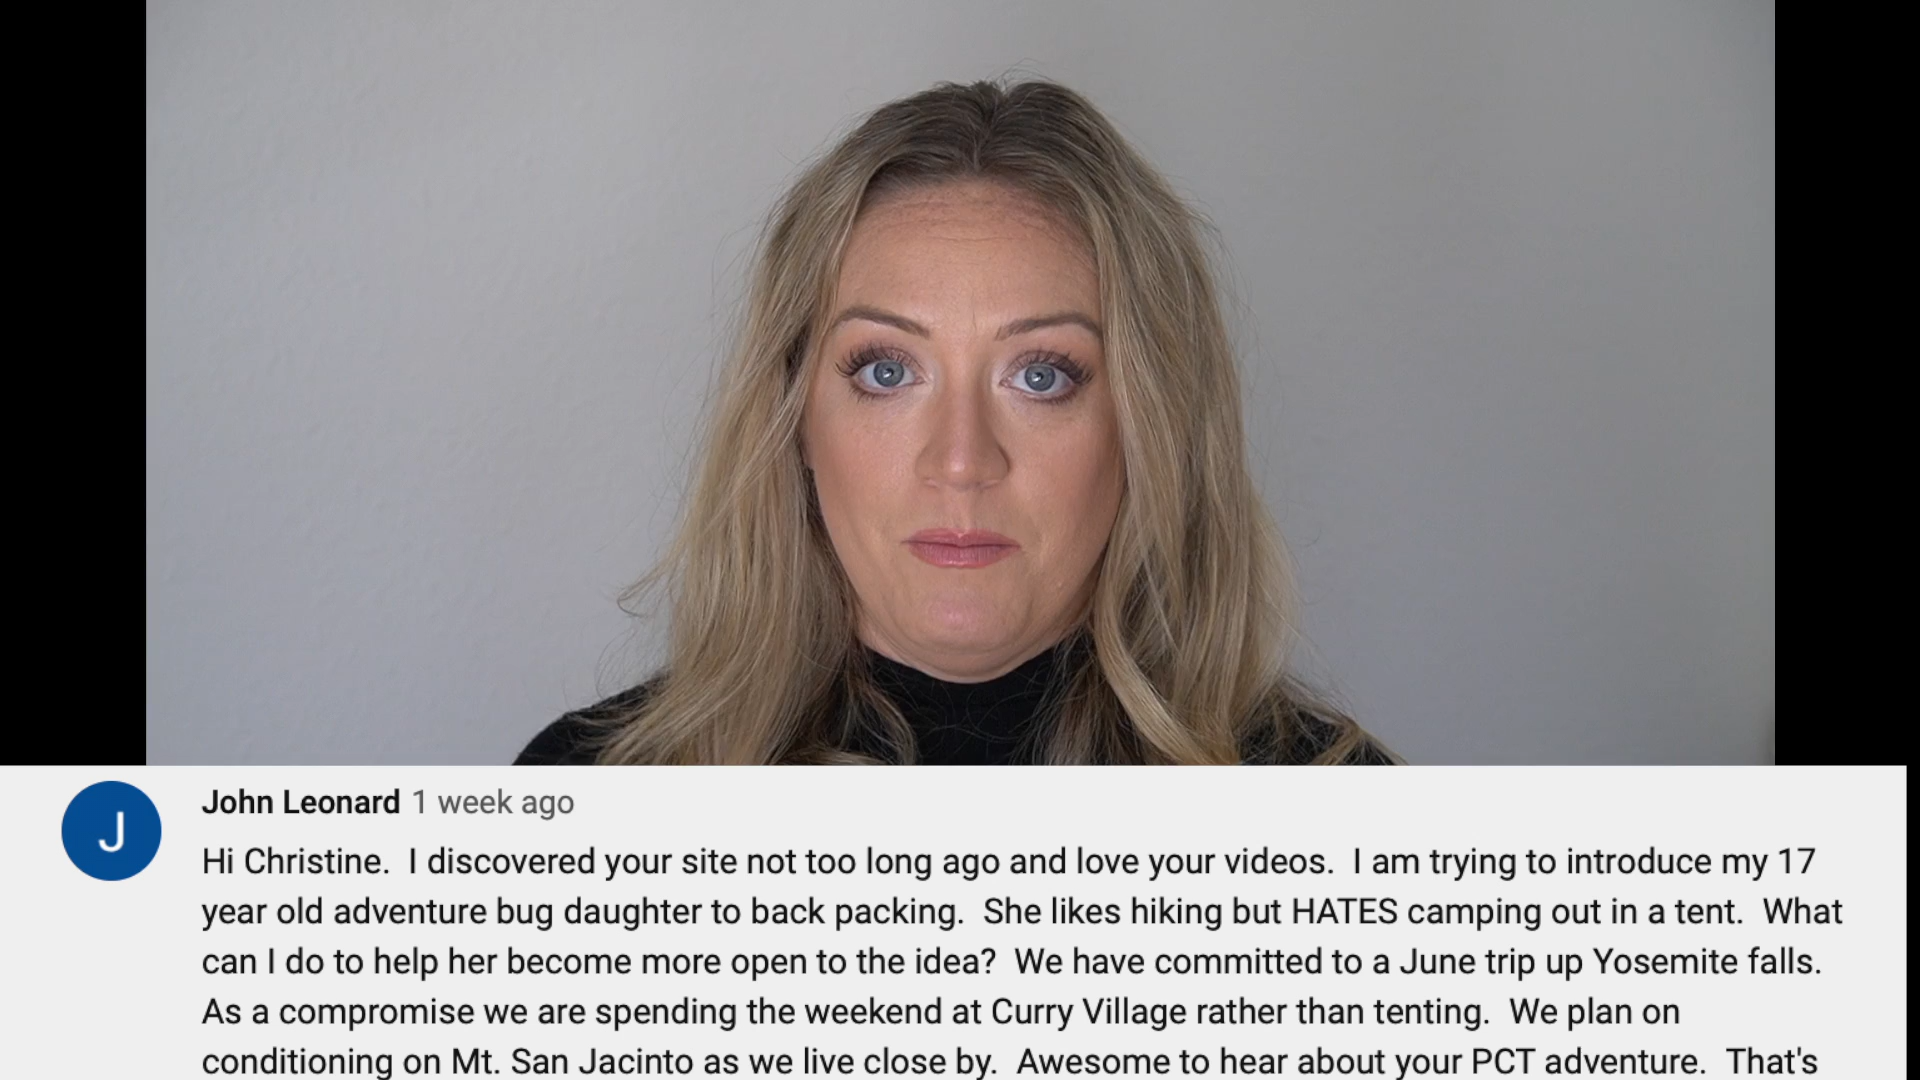 J
John Leonard 1 week ago
Hi Christine.  I discovered your site not too long ago and love your videos.  I am trying to introduce my 17
year old adventure bug daughter to back packing.  She likes hiking but HATES camping out in a tent.  What
can I do to help her become more open to the idea?  We have committed to a June trip up Yosemite falls.
As a compromise we are spending the weekend at Curry Village rather than tenting.  We plan on
conditioning on Mt. San Jacinto as we live close by.  Awesome to hear about your PCT adventure.  That's